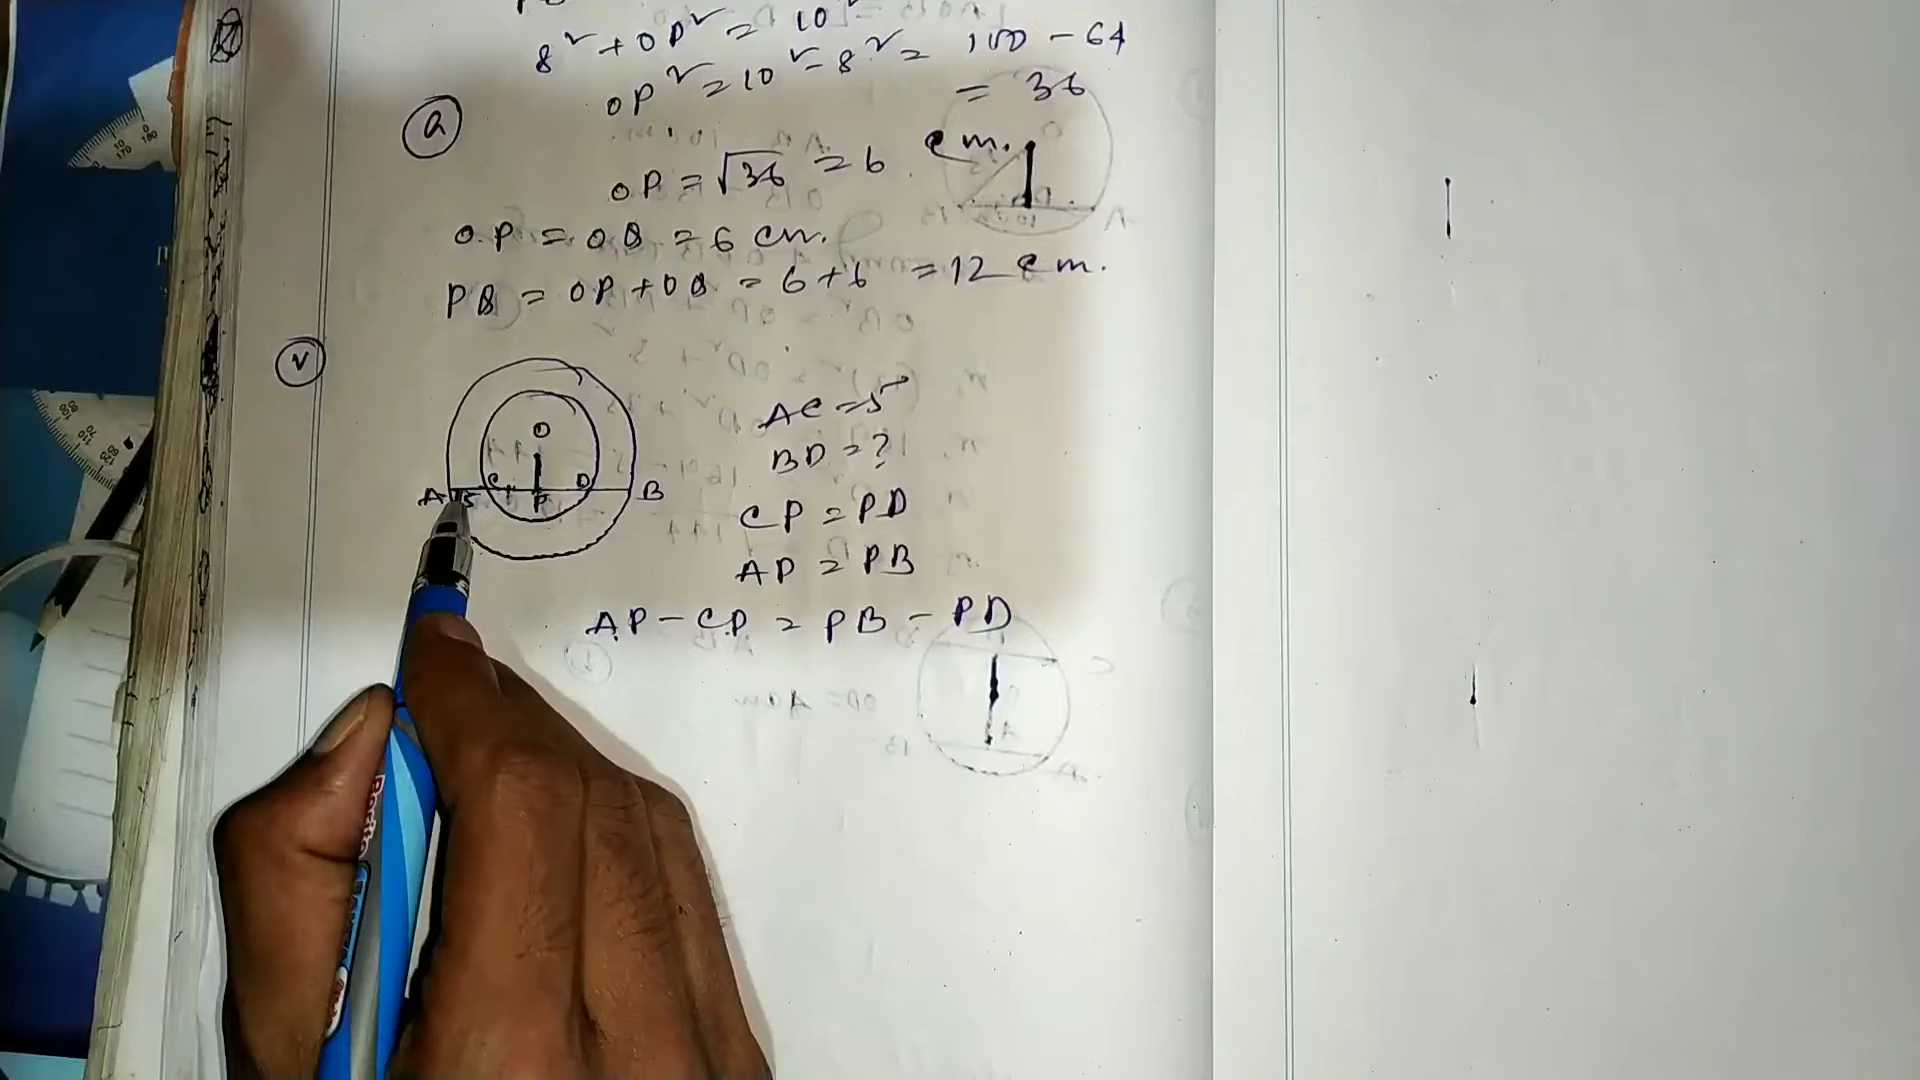 8² + OP² = 10²
OP² = 10² - 8² = 100 - 64
= 36
a
OP = √36 = 6 cm.
O.P = OQ = 6 cm.
PQ = OP + OQ = 6 + 6 = 12 cm.
V
O
A 5 C P D B
AC = 5
BD = ?
CP = PD
AP = PB
AP - CP = PB - PD